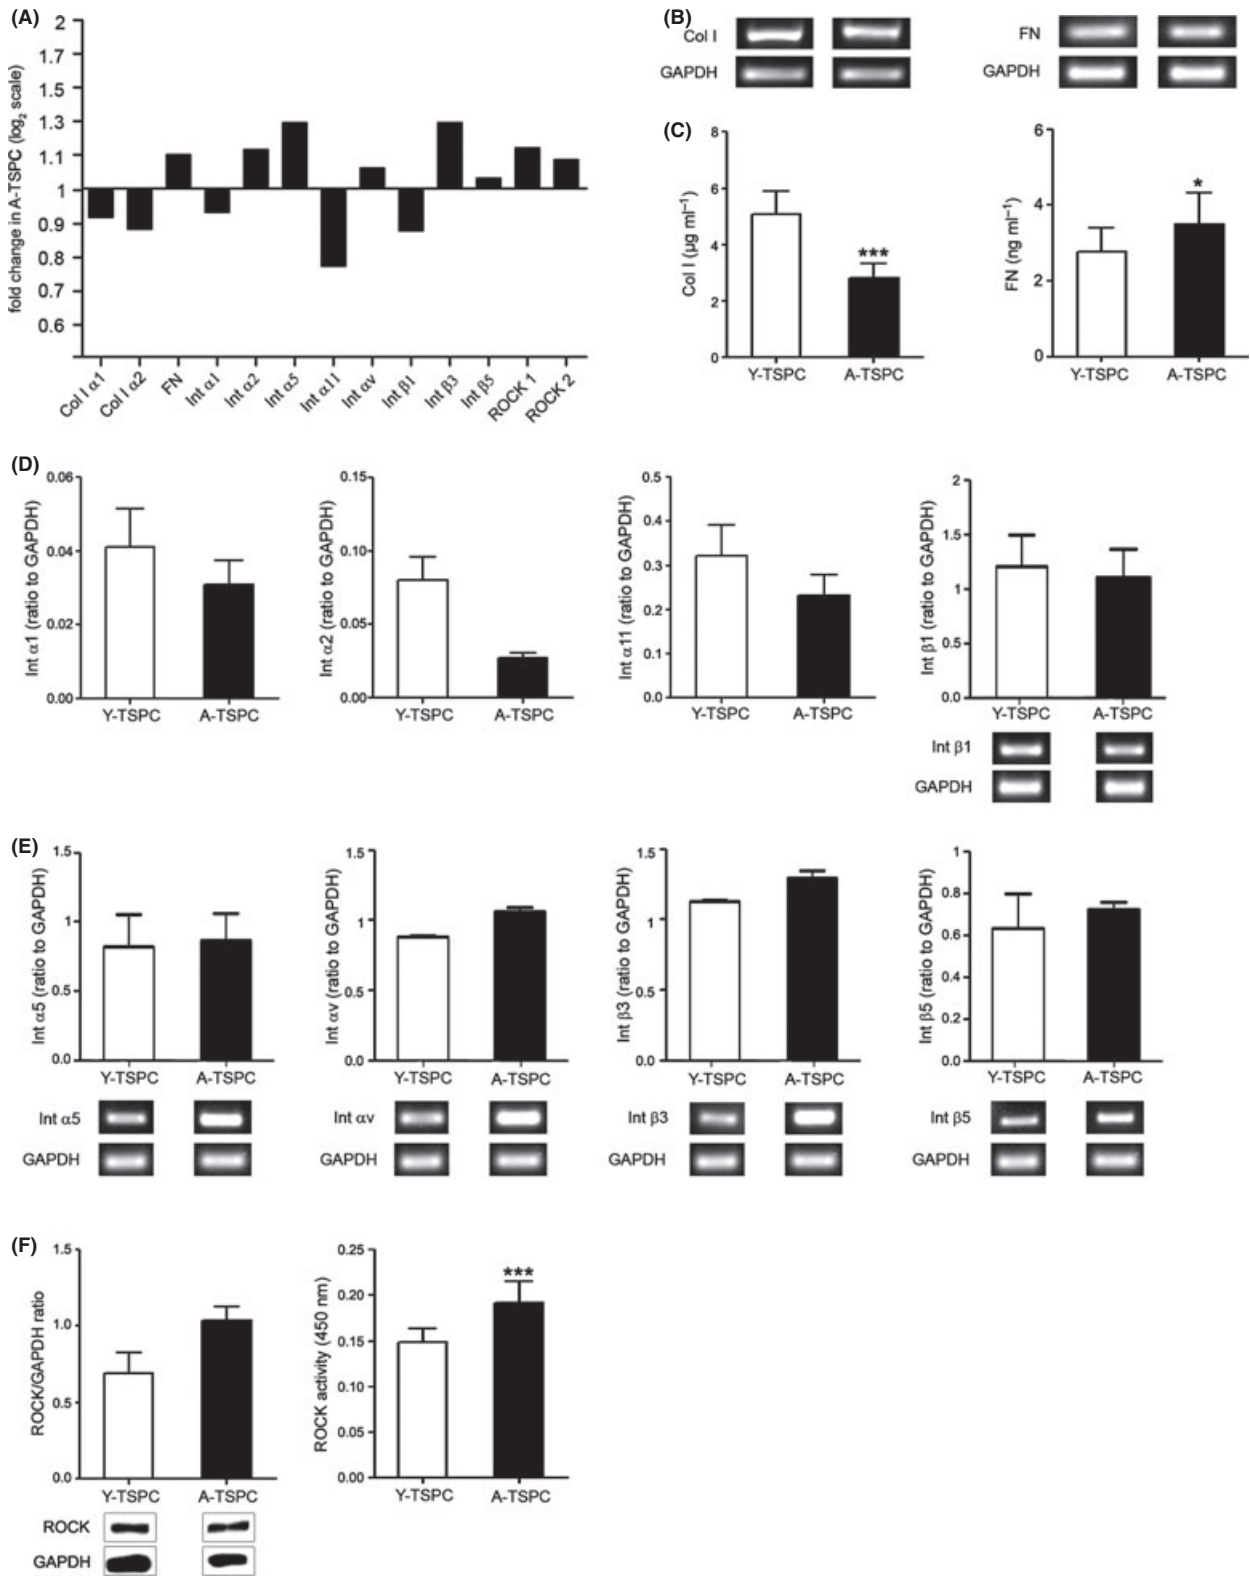 (A)
fold change in A-TSPC (log2 scale)
2
1.7
1.5
1.3
1.1
1
0.9
0.8
0.7
0.6
Col I α1
Col I α2
FN
Int α1
Int α2
Int α5
Int α11
Int αv
Int β1
Int β3
Int β5
ROCK 1
ROCK 2
(B)
Col I
GAPDH
FN
GAPDH
(C)
Col I (µg ml–1)
8
6
4
2
0
***
Y-TSPC A-TSPC
FN (ng ml–1)
6
4
2
0
*
Y-TSPC A-TSPC
(D)
Int α1 (ratio to GAPDH)
0.06
0.04
0.02
0.00
Y-TSPC A-TSPC
Int α2 (ratio to GAPDH)
0.15
0.10
0.05
0.00
Y-TSPC A-TSPC
Int α11 (ratio to GAPDH)
0.5
0.4
0.3
0.2
0.1
0.0
Y-TSPC A-TSPC
Int β1 (ratio to GAPDH)
2
1.5
1
0.5
0.0
Y-TSPC A-TSPC
Int β1
GAPDH
(E)
Int α5 (ratio to GAPDH)
1.5
1
0.5
0.0
Y-TSPC A-TSPC
Int α5
GAPDH
Int αv (ratio to GAPDH)
1.5
1
0.5
0.0
Y-TSPC A-TSPC
Int αv
GAPDH
Int β3 (ratio to GAPDH)
1.5
1
0.5
0.0
Y-TSPC A-TSPC
Int β3
GAPDH
Int β5 (ratio to GAPDH)
1
0.8
0.6
0.4
0.2
0.0
Y-TSPC A-TSPC
Int β5
GAPDH
(F)
ROCK/GAPDH ratio
1.5
1.0
0.5
0.0
Y-TSPC A-TSPC
ROCK
GAPDH
ROCK activity (450 nm)
0.25
0.20
0.15
0.10
0.05
0.00
***
Y-TSPC A-TSPC